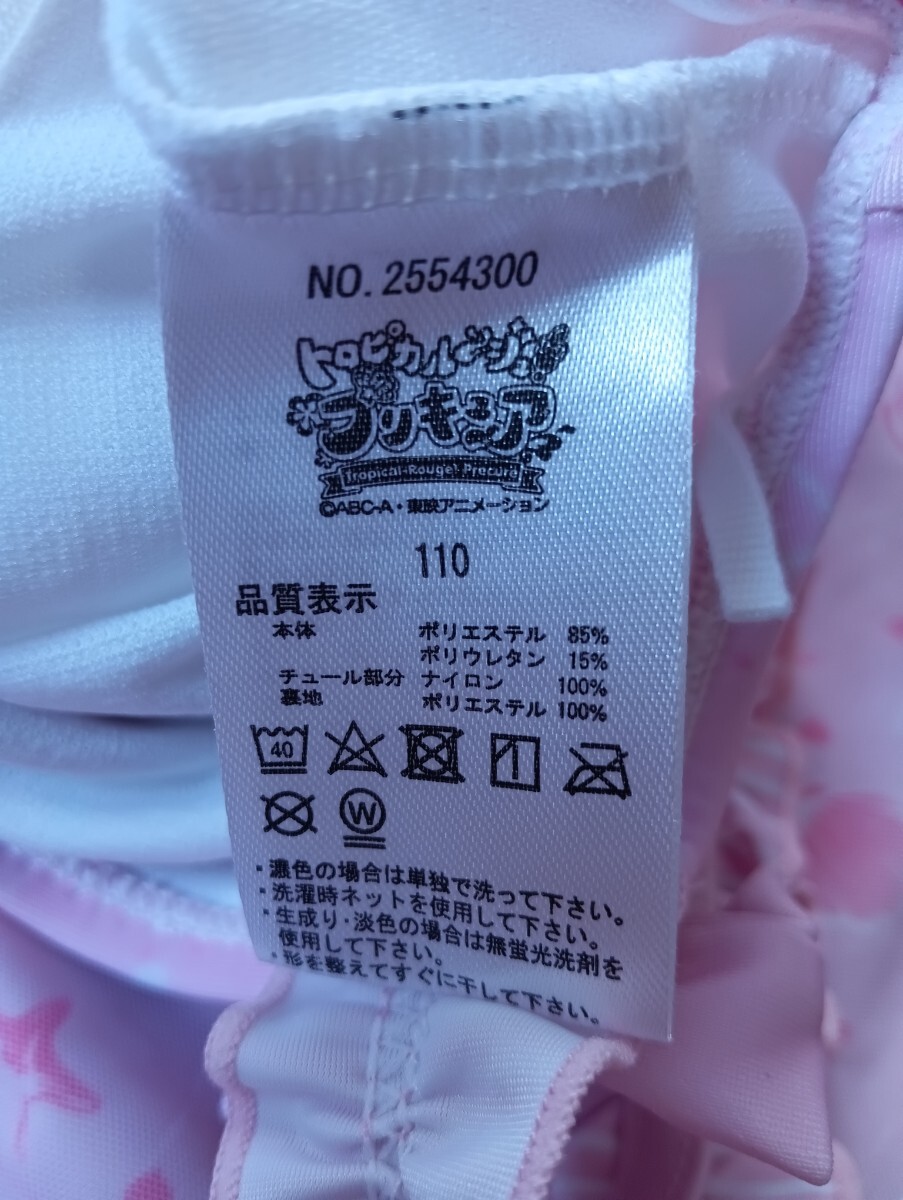 NO. 2554300
トロピカル〜ジュ
プリキュア
Tropical-Rouge! Precure
©ABC-A・東映アニメーション
110
品質表示
本体 ポリエステル 85%
ポリウレタン 15%
チュール部分 ナイロン 100%
裏地 ポリエステル 100%
40
W
・濃色の場合は単独で洗って下さい。
・洗濯時ネットを使用して下さい。
・生成り・淡色の場合は無蛍光洗剤を
使用して下さい。
・形を整えてすぐに干して下さい。